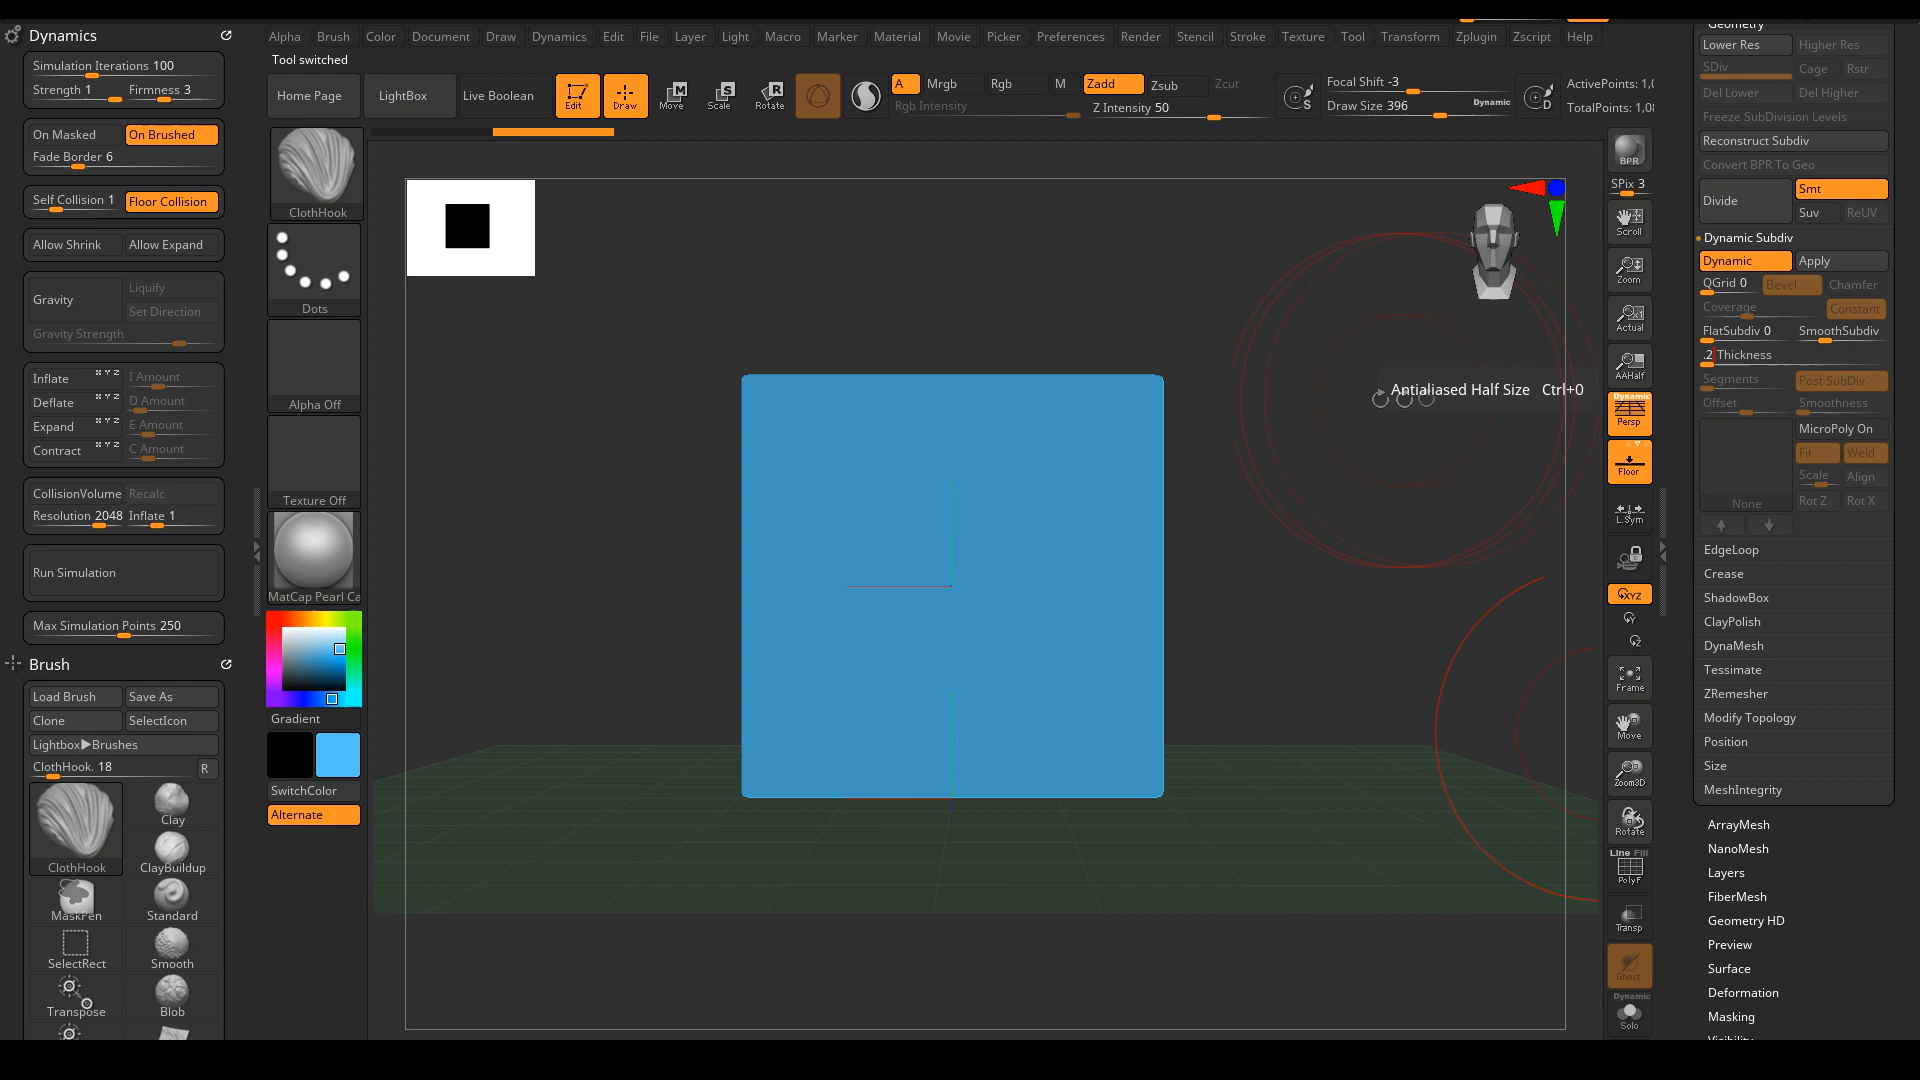 Dynamics
Simulation Iterations 100
Strength 1 Firmness 3
On Masked On Brushed
Fade Border 6
Self Collision 1 Floor Collision
Allow Shrink Allow Expand
Gravity
Liquify
Set Direction
Gravity Strength
Inflate X Y Z I Amount
Deflate X Y Z D Amount
Expand X Y Z E Amount
Contract X Y Z C Amount
CollisionVolume Recalc
Resolution 2048 Inflate 1
Run Simulation
Max Simulation Points 250
Brush
Load Brush Save As
Clone SelectIcon
Lightbox▶Brushes
ClothHook. 18 R
ClothHook
Clay
ClayBuildup
MaskPen Standard
SelectRect Smooth
Transpose Blob
Alpha Brush Color Document Draw Dynamics Edit File Layer Light Macro Marker Material Movie Picker Preferences Render Stencil Stroke Texture Tool Transform Zplugin Zscript Help
Tool switched
Home Page LightBox Live Boolean
Edit Draw Move Scale Rotate
A Mrgb Rgb M Zadd Zsub Zcut
Rgb Intensity Z Intensity 50
Focal Shift -3
Draw Size 396 Dynamic
ActivePoints: 1,0
TotalPoints: 1,0
ClothHook
Dots
Alpha Off
Texture Off
MatCap Pearl Ca
Gradient
SwitchColor
Alternate
Antialiased Half Size Ctrl+0
BPR
SPix 3
Scroll
Zoom
Actual
AAHalf
Dynamic
Persp
Floor
L.Sym
XYZ
Y
Z
Frame
Move
Zoom3D
Rotate
Line Fill
PolyF
Transp
Ghost
Dynamic
Solo
Geometry
Lower Res Higher Res
SDiv Cage Rstr
Del Lower Del Higher
Freeze SubDivision Levels
Reconstruct Subdiv
Convert BPR To Geo
Divide
Smt
Suv ReUV
Dynamic Subdiv
Dynamic Apply
QGrid 0 Bevel Chamfer
Coverage Constant
FlatSubdiv 0 SmoothSubdiv
.2 Thickness
Segments Post SubDiv
Offset Smoothness
MicroPoly On
Fit Weld
Scale Align
None
Rot Z Rot X
EdgeLoop
Crease
ShadowBox
ClayPolish
DynaMesh
Tessimate
ZRemesher
Modify Topology
Position
Size
MeshIntegrity
ArrayMesh
NanoMesh
Layers
FiberMesh
Geometry HD
Preview
Surface
Deformation
Masking
Visibility